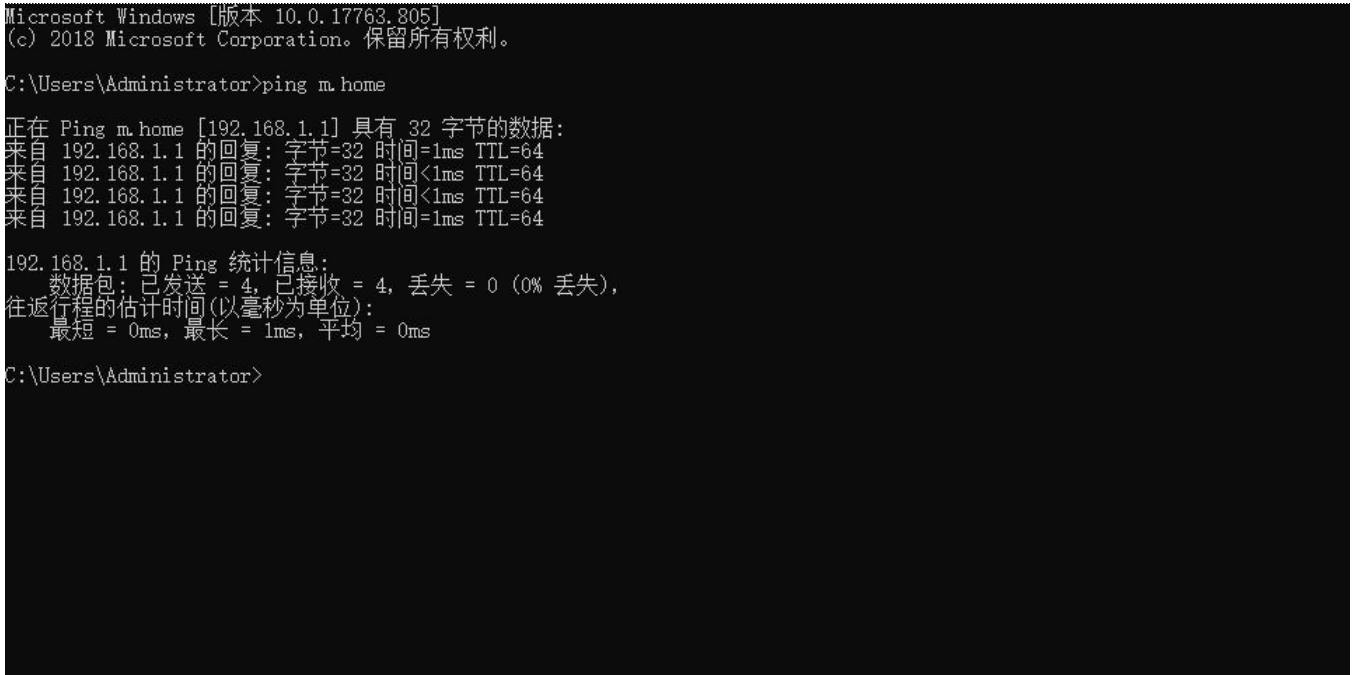 Microsoft Windows [版本 10.0.17763.805]
(c) 2018 Microsoft Corporation。保留所有权利。
C:\Users\Administrator>ping m.home
正在 Ping m.home [192.168.1.1] 具有 32 字节的数据:
来自 192.168.1.1 的回复: 字节=32 时间=1ms TTL=64
来自 192.168.1.1 的回复: 字节=32 时间<1ms TTL=64
来自 192.168.1.1 的回复: 字节=32 时间<1ms TTL=64
来自 192.168.1.1 的回复: 字节=32 时间=1ms TTL=64
192.168.1.1 的 Ping 统计信息:
数据包: 已发送 = 4，已接收 = 4，丢失 = 0 (0% 丢失)，
往返行程的估计时间(以毫秒为单位):
最短 = 0ms，最长 = 1ms，平均 = 0ms
C:\Users\Administrator>